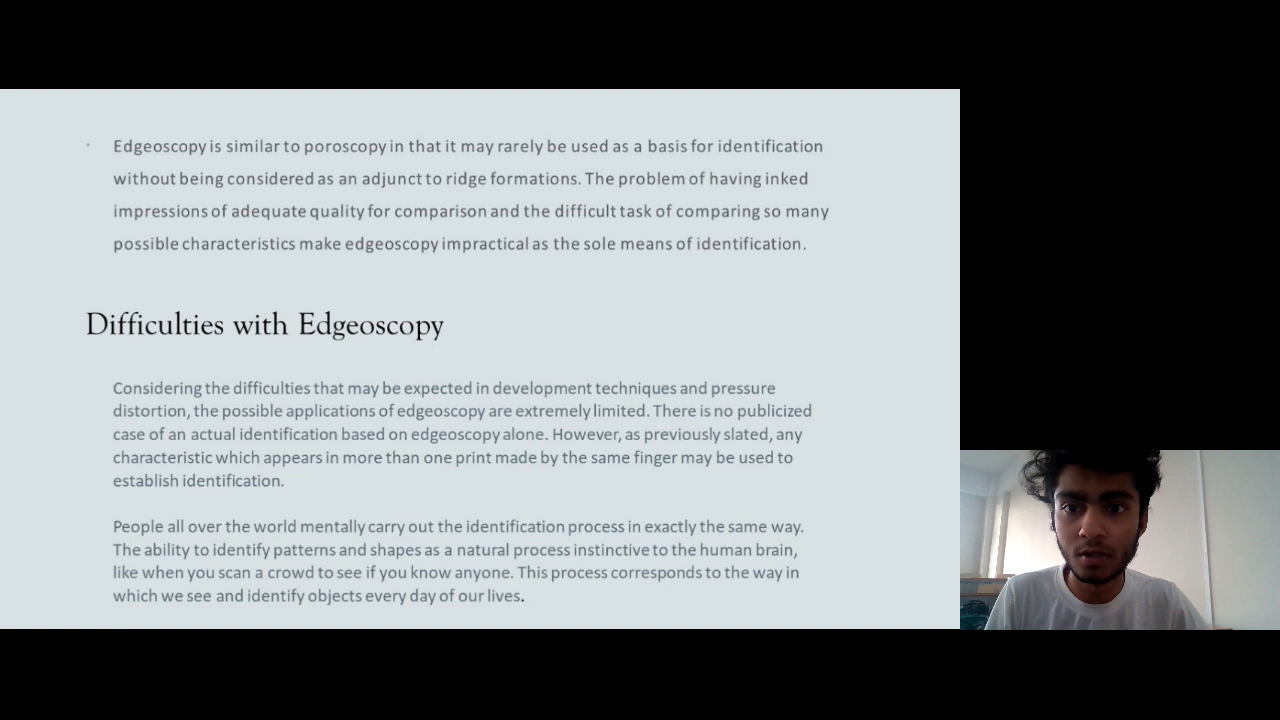 Edgeoscopy is similar to poroscopy in that it may rarely be used as a basis for identification
without being considered as an adjunct to ridge formations. The problem of having inked
impressions of adequate quality for comparison and the difficult task of comparing so many
possible characteristics make edgeoscopy impractical as the sole means of identification.
Difficulties with Edgeoscopy
Considering the difficulties that may be expected in development techniques and pressure
distortion, the possible applications of edgeoscopy are extremely limited. There is no publicized
case of an actual identification based on edgeoscopy alone. However, as previously slated, any
characteristic which appears in more than one print made by the same finger may be used to
establish identification.
People all over the world mentally carry out the identification process in exactly the same way.
The ability to identify patterns and shapes as a natural process instinctive to the human brain,
like when you scan a crowd to see if you know anyone. This process corresponds to the way in
which we see and identify objects every day of our lives.